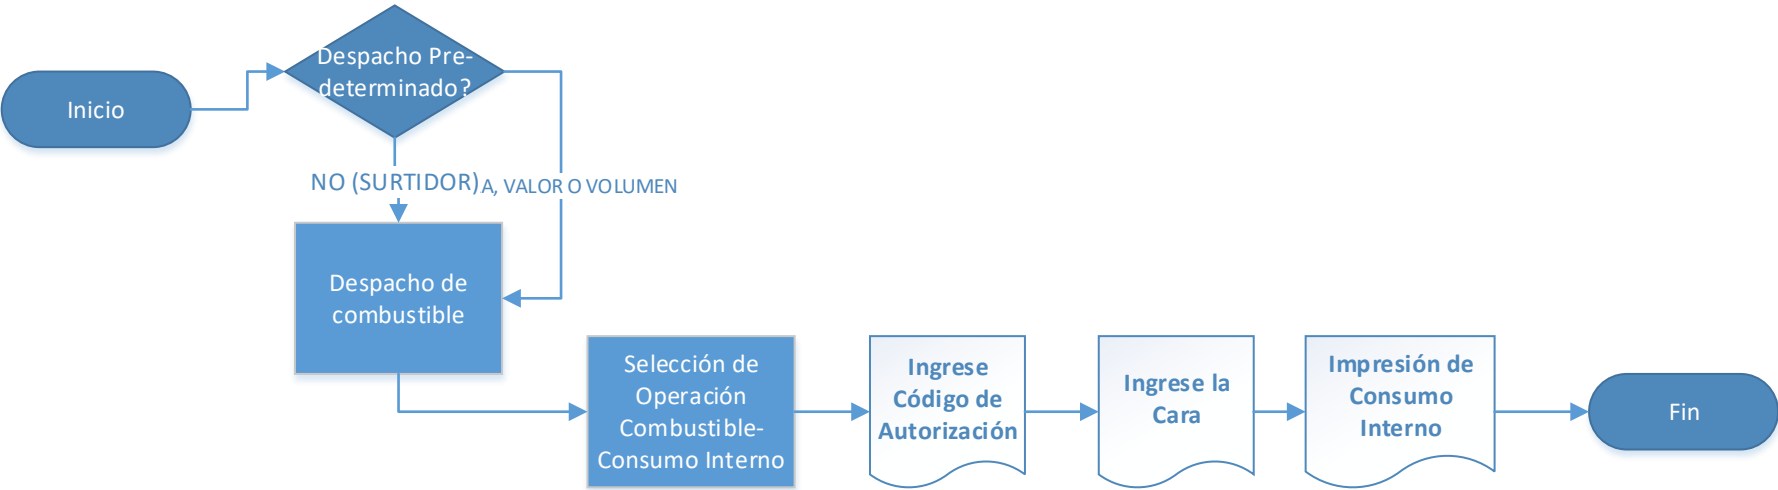 Inicio
Despacho Pre-
determinado?
NO (SURTIDOR)
A, VALOR O VOLUMEN
Despacho de
combustible
Selección de
Operación
Combustible-
Consumo Interno
Ingrese
Código de
Autorización
Ingrese la
Cara
Impresión de
Consumo
Interno
Fin